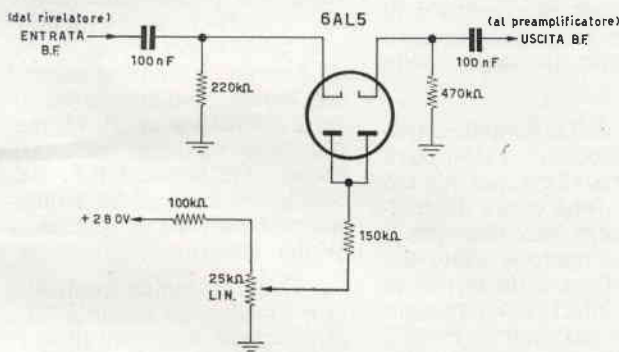 (dal rivelatore)
ENTRATA
B.F.
100nF
220kΩ
6AL5
(al preamplificatore)
USCITA B.F.
100nF
470kΩ
+280V
100kΩ
25kΩ
LIN.
150kΩ